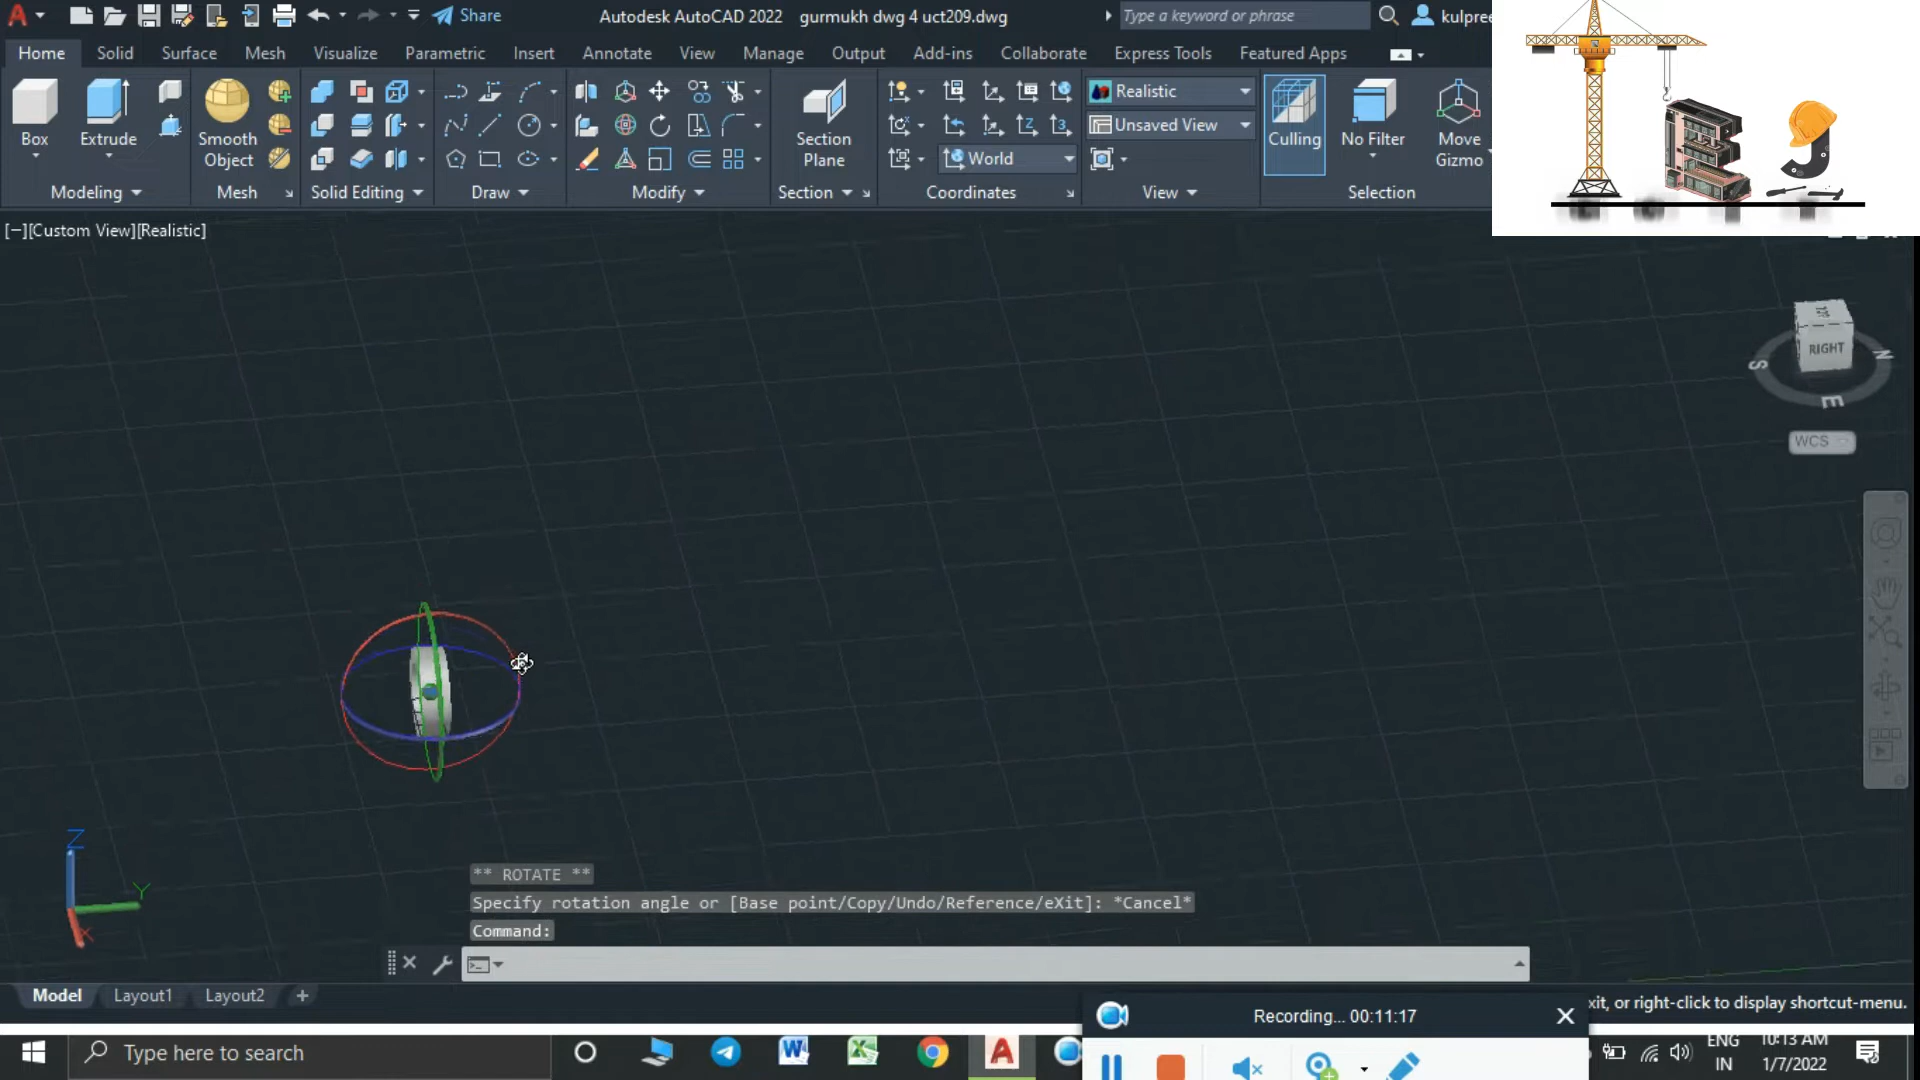 Share
Autodesk AutoCAD 2022 gurmukh dwg 4 uct209.dwg
Type a keyword or phrase
kulpree
Home Solid Surface Mesh Visualize Parametric Insert Annotate View Manage Output Add-ins Collaborate Express Tools Featured Apps
Box
Extrude
Smooth
Object
Section
Plane
World
Realistic
Unsaved View
Culling
No Filter
Move
Gizmo
Modeling
Mesh
Solid Editing
Draw
Modify
Section
Coordinates
View
Selection
[−][Custom View][Realistic]
TOP
RIGHT
S
N
E
WCS
Z
Y
X
** ROTATE **
Specify rotation angle or [Base point/Copy/Undo/Reference/eXit]: *Cancel*
Command:
Model Layout1 Layout2 +
xit, or right-click to display shortcut-menu.
Recording... 00:11:17
Type here to search
ENG
IN
10:13 AM
1/7/2022